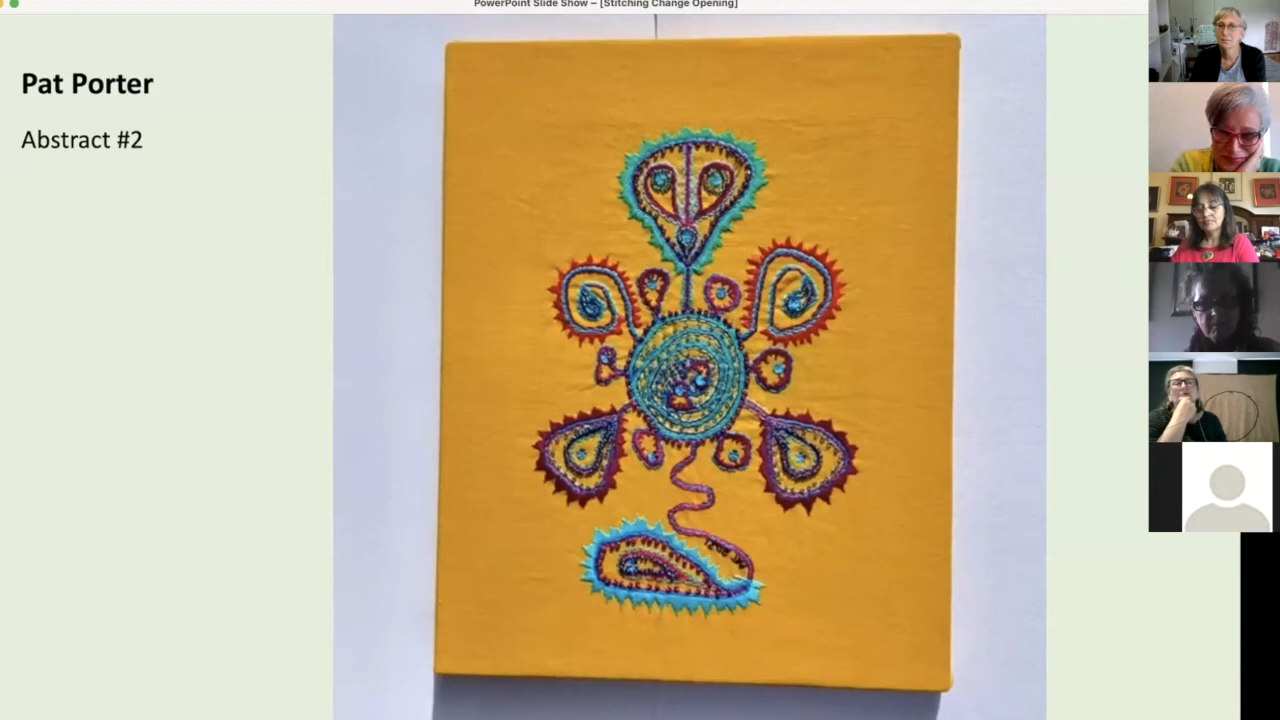 PowerPoint Slide Show – [Stitching Change Opening]
Pat Porter
Abstract #2